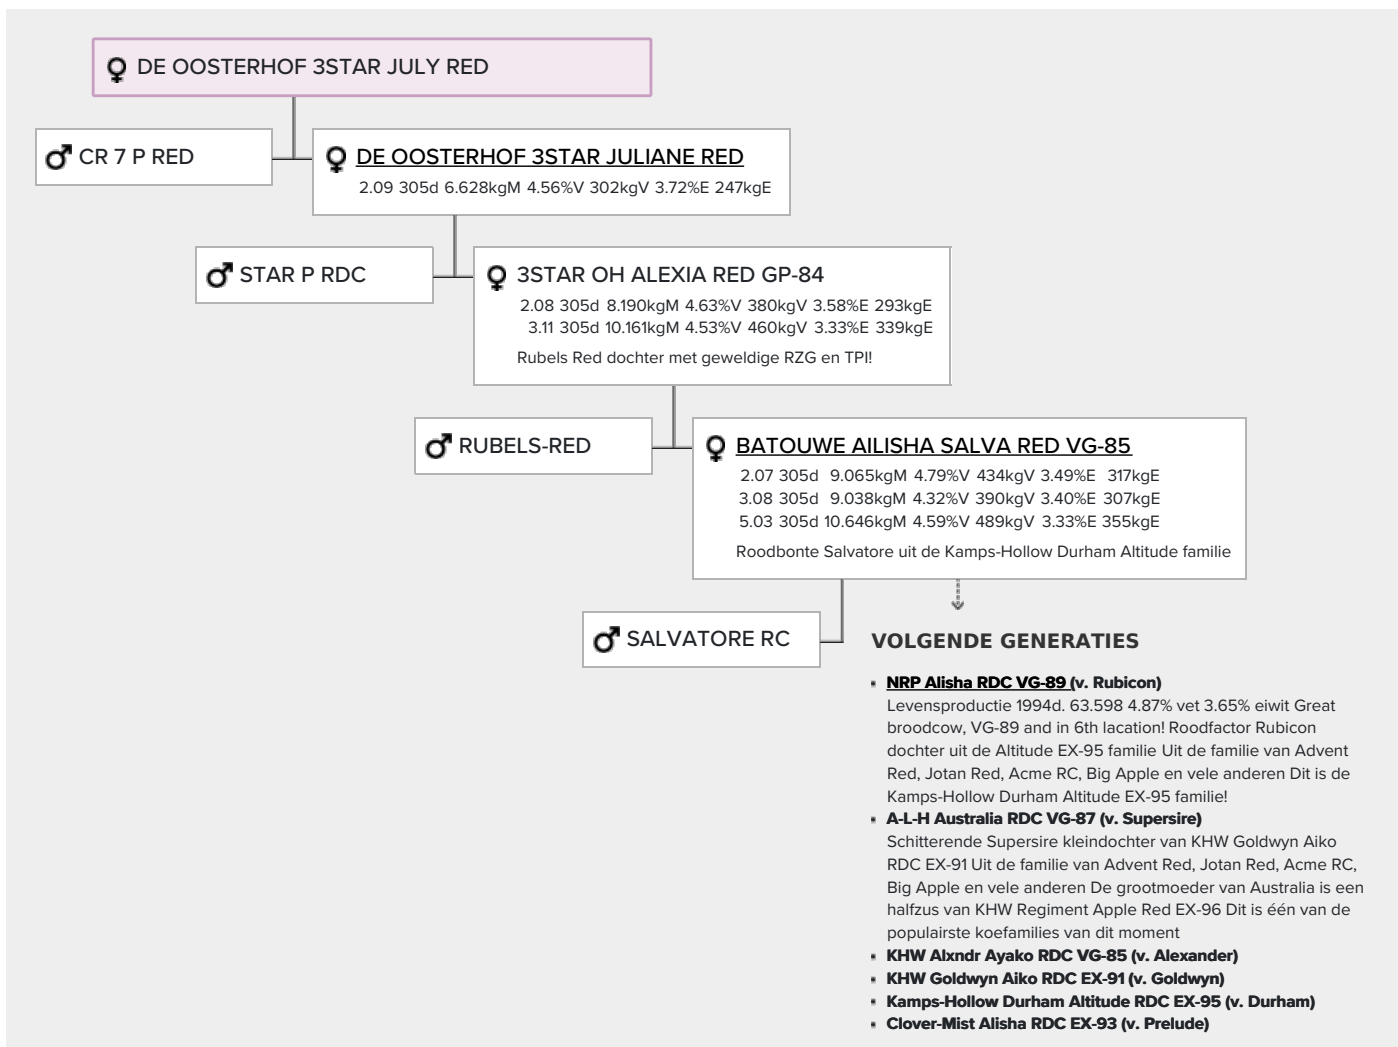 DE OOSTERHOF 3STAR JULY RED
CR 7 P RED
DE OOSTERHOF 3STAR JULIANE RED
2.09 305d 6.628kgM 4.56%V 302kgV 3.72%E 247kgE
STAR P RDC
3STAR OH ALEXIA RED GP-84
2.08 305d 8.190kgM 4.63%V 380kgV 3.58%E 293kgE
3.11 305d 10.161kgM 4.53%V 460kgV 3.33%E 339kgE
Rubels Red dochter met geweldige RZG en TPI!
RUBELS-RED
BATOUWE AILISHA SALVA RED VG-85
2.07 305d 9.065kgM 4.79%V 434kgV 3.49%E 317kgE
3.08 305d 9.038kgM 4.32%V 390kgV 3.40%E 307kgE
5.03 305d 10.646kgM 4.59%V 489kgV 3.33%E 355kgE
Roodbonte Salvatore uit de Kamps-Hollow Durham Altitude familie
SALVATORE RC
VOLGENDE GENERATIES
NRP Alisha RDC VG-89 (v. Rubicon)
Levensproductie 1994d. 63.598 4.87% vet 3.65% eiwit Great
broodcow, VG-89 and in 6th lacation! Roodfactor Rubicon
dochter uit de Altitude EX-95 familie Uit de familie van Advent
Red, Jotan Red, Acme RC, Big Apple en vele anderen Dit is de
Kamps-Hollow Durham Altitude EX-95 familie!
A-L-H Australia RDC VG-87 (v. Supersire)
Schitterende Supersire kleindochter van KHW Goldwyn Aiko
RDC EX-91 Uit de familie van Advent Red, Jotan Red, Acme RC,
Big Apple en vele anderen De grootmoeder van Australia is een
halfzus van KHW Regiment Apple Red EX-96 Dit is één van de
populairste koefamilies van dit moment
KHW Alxndr Ayako RDC VG-85 (v. Alexander)
KHW Goldwyn Aiko RDC EX-91 (v. Goldwyn)
Kamps-Hollow Durham Altitude RDC EX-95 (v. Durham)
Clover-Mist Alisha RDC EX-93 (v. Prelude)